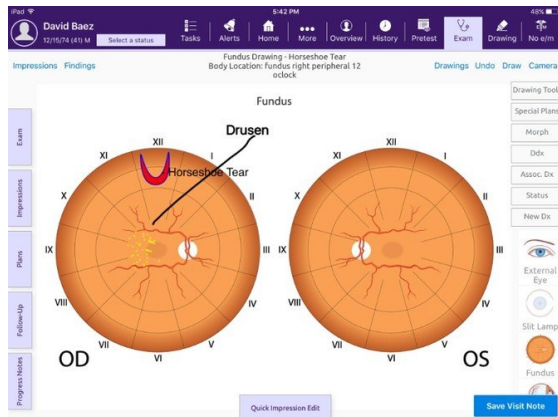 iPad
5:42 PM
48%
David Baez
12/15/74 (41) M
Select a status
Tasks
Alerts
Home
More
Overview
History
Pretest
Exam
Drawing
No e/m
Impressions
Findings
Fundus Drawing - Horseshoe Tear
Body Location: fundus right peripheral 12
oclock
Drawings
Undo
Draw
Camera
Drawing Tool
Special Plans
Morph
Ddx
Assoc. Dx
Status
New Dx
External
Eye
Slit Lamp
Fundus
Exam
Impressions
Plans
Follow-Up
Progress Notes
Fundus
Drusen
Horseshoe Tear
XII
I
II
III
IV
V
VI
VII
VIII
IX
X
XI
OD
XII
I
II
III
IV
V
VI
VII
VIII
IX
X
XI
OS
Quick Impression Edit
Save Visit Note